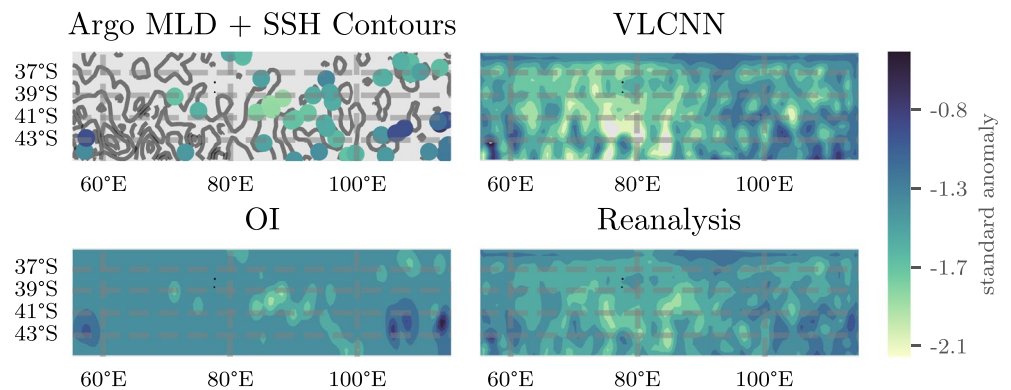 Argo MLD + SSH Contours
VLCNN
37°S
39°S
41°S
43°S
60°E 80°E 100°E
60°E 80°E 100°E
OI
Reanalysis
37°S
39°S
41°S
43°S
60°E 80°E 100°E
60°E 80°E 100°E
-0.8
-1.3
-1.7
-2.1
standard anomaly